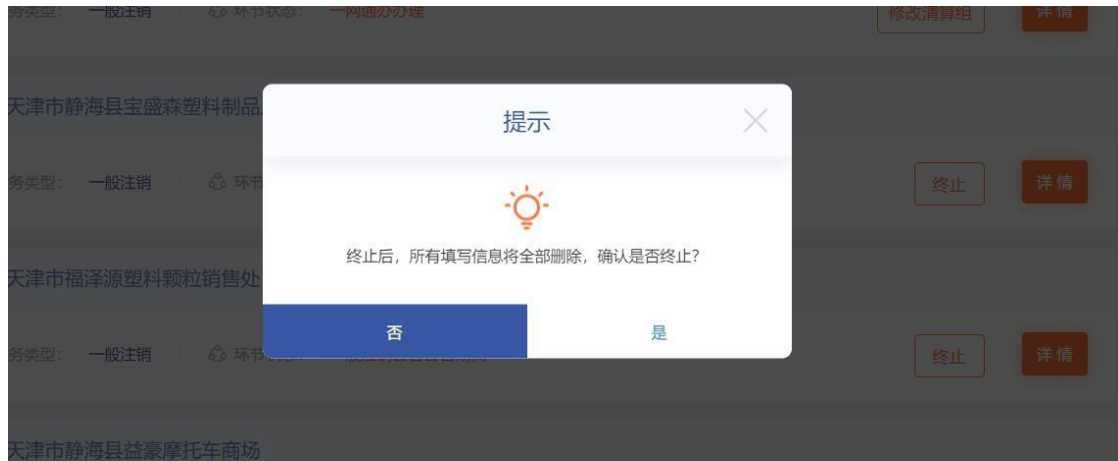 务类型： 一般注销 环节状态： 一网通办办理 修改清算组 详情
天津市静海县宝盛森塑料制品
提示
务类型： 一般注销 环节 终止 详情
终止后，所有填写信息将全部删除，确认是否终止？
天津市福泽源塑料颗粒销售处
否 是
务类型： 一般注销 环节 终止 详情
天津市静海县益豪摩托车商场